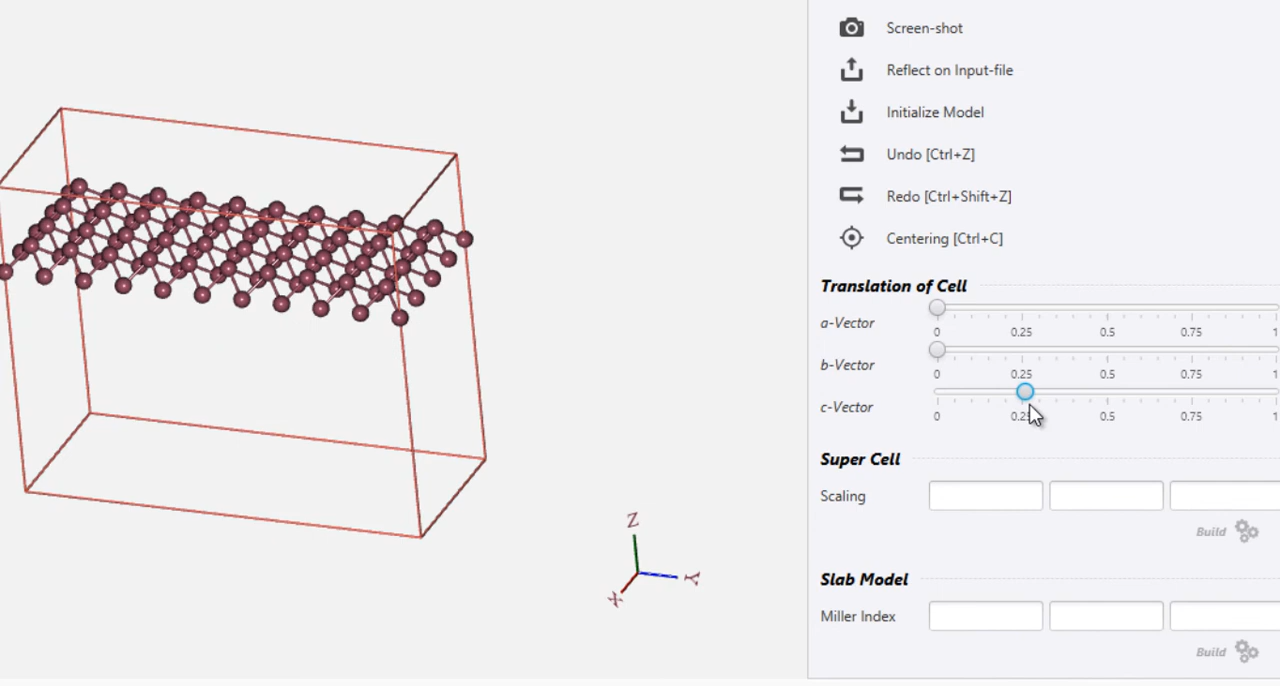 Screen-shot
Reflect on Input-file
Initialize Model
Undo [Ctrl+Z]
Redo [Ctrl+Shift+Z]
Centering [Ctrl+C]
Translation of Cell
a-Vector
0 0.25 0.5 0.75 1
b-Vector
0 0.25 0.5 0.75 1
c-Vector
0 0.25 0.5 0.75 1
Super Cell
Scaling
Build
Slab Model
Miller Index
Build
Z
Y
X